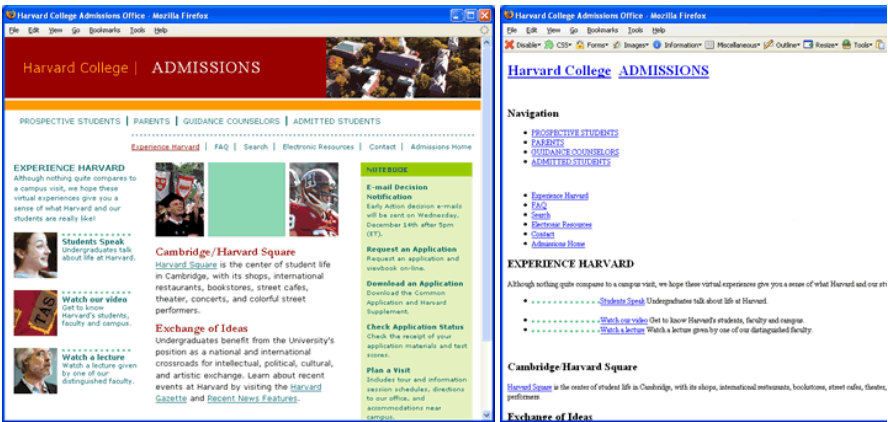 Harvard College Admissions Office - Mozilla Firefox
File Edit View Go Bookmarks Tools Help
Harvard College | ADMISSIONS
PROSPECTIVE STUDENTS | PARENTS | GUIDANCE COUNSELORS | ADMITTED STUDENTS
Experience Harvard | FAQ | Search | Electronic Resources | Contact | Admissions Home
EXPERIENCE HARVARD
Although nothing quite compares to
a campus visit, we hope these
virtual experiences give you a
sense of what Harvard and our
students are really like!
Students Speak
Undergraduates talk
about life at Harvard.
TAS
Watch our video
Get to know
Harvard's students,
faculty and campus.
Watch a lecture
Watch a lecture given
by one of our
distinguished faculty.
Cambridge/Harvard Square
Harvard Square is the center of student life
in Cambridge, with its shops, international
restaurants, bookstores, street cafes,
theater, concerts, and colorful street
performers.
Exchange of Ideas
Undergraduates benefit from the University's
position as a national and international
crossroads for intellectual, political, cultural,
and artistic exchange. Learn about recent
events at Harvard by visiting the Harvard
Gazette and Recent News Features.
NOTEBOOK
E-mail Decision
Notification
Early Action decision e-mails
will be sent on Wednesday,
December 14th after 5pm
(ET).
Request an Application
Request an application and
viewbook on-line.
Download an Application
Download the Common
Application and Harvard
Supplement.
Check Application Status
Check the receipt of your
application materials and test
scores.
Plan a Visit
Includes tour and information
session schedules, directions
to our office, and
accommodations near
campus.
Harvard College Admissions Office - Mozilla Firefox
File Edit View Go Bookmarks Tools Help
Disable CSS Forms Images Information Miscellaneous Outline Resize Tools
Harvard College ADMISSIONS
Navigation
PROSPECTIVE STUDENTS
PARENTS
GUIDANCE COUNSELORS
ADMITTED STUDENTS
Experience Harvard
FAQ
Search
Electronic Resources
Contact
Admissions Home
EXPERIENCE HARVARD
Although nothing quite compares to a campus visit, we hope these virtual experiences give you a sense of what Harvard and our stu
Students Speak Undergraduates talk about life at Harvard.
Watch our video Get to know Harvard's students, faculty and campus.
Watch a lecture Watch a lecture given by one of our distinguished faculty.
Cambridge/Harvard Square
Harvard Square is the center of student life in Cambridge, with its shops, international restaurants, bookstores, street cafes, theater,
performers.
Exchange of Ideas